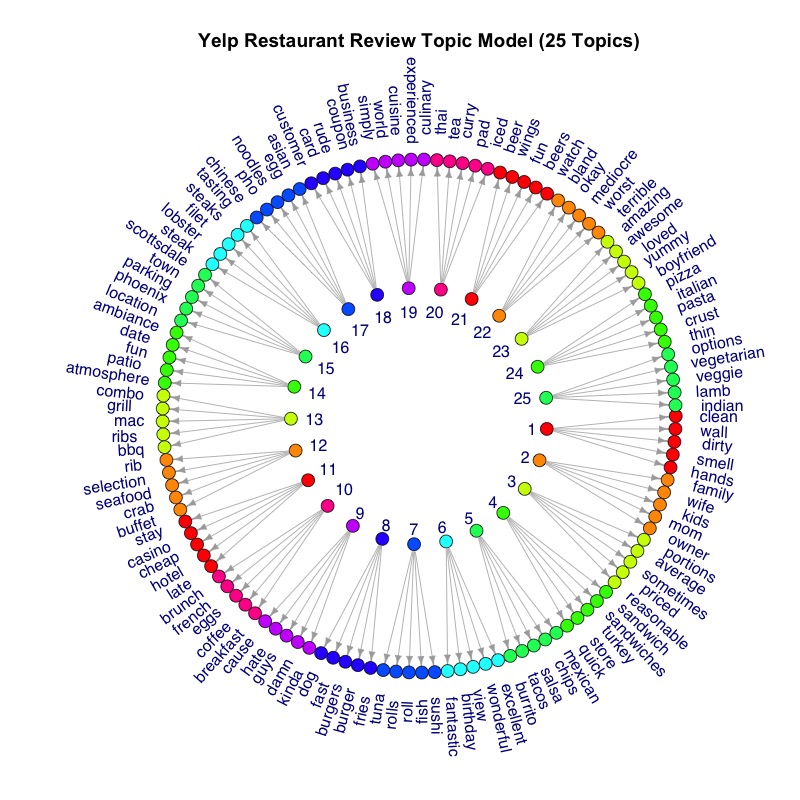 Yelp Restaurant Review Topic Model (25 Topics)
clean
wall
dirty
smell
hands
family
wife
kids
mom
owner
portions
average
sometimes
priced
reasonable
sandwich
sandwiches
turkey
store
quick
mexican
chips
salsa
tacos
burrito
excellent
wonderful
view
birthday
fantastic
sushi
fish
roll
rolls
tuna
fries
burger
burgers
fast
dog
kinda
damn
guys
hate
cause
breakfast
coffee
eggs
french
brunch
late
hotel
cheap
casino
stay
buffet
crab
seafood
selection
rib
bbq
ribs
mac
grill
combo
atmosphere
patio
fun
date
ambiance
location
phoenix
parking
town
scottsdale
steak
lobster
filet
steaks
tasting
chinese
pho
noodles
egg
asian
customer
card
rude
coupon
business
simply
world
cuisine
experienced
culinary
thai
tea
curry
pad
iced
beer
wings
fun
beers
watch
bland
okay
mediocre
worst
terrible
amazing
awesome
loved
yummy
boyfriend
pizza
italian
pasta
crust
thin
options
vegetarian
veggie
lamb
indian
1
2
3
4
5
6
7
8
9
10
11
12
13
14
15
16
17
18
19
20
21
22
23
24
25